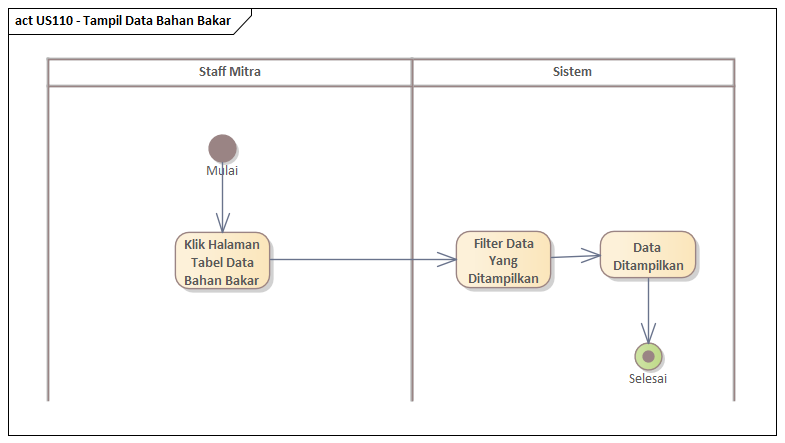 act US110 - Tampil Data Bahan Bakar
Staff Mitra
Sistem
Mulai
Klik Halaman
Tabel Data
Bahan Bakar
Filter Data
Yang
Ditampilkan
Data
Ditampilkan
Selesai